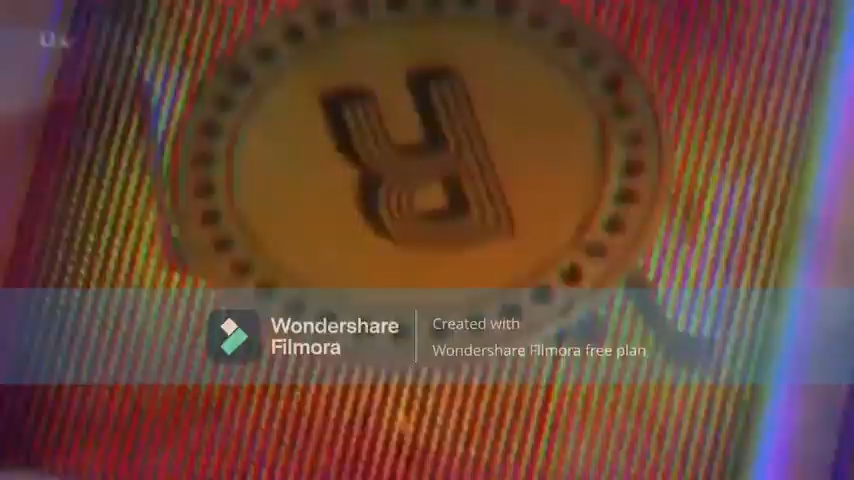 R
Wondershare
Filmora
Created with
Wondershare Filmora free plan